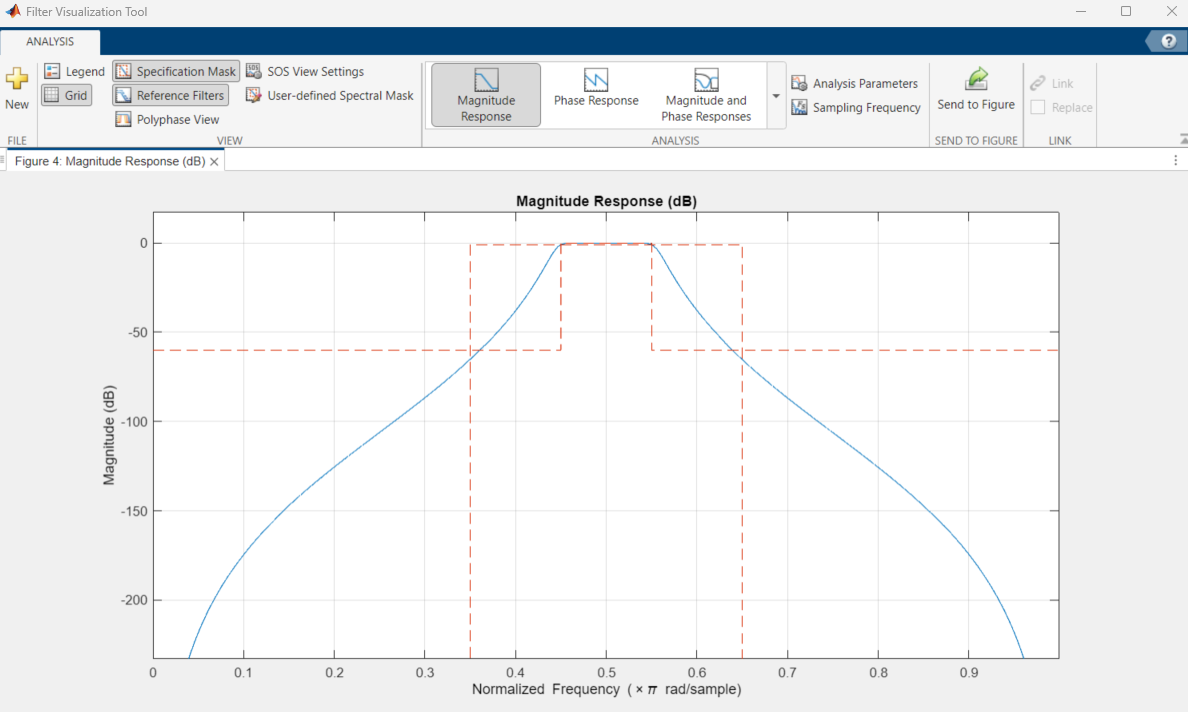 Filter Visualization Tool
ANALYSIS
?
New
Legend
Grid
Specification Mask
Reference Filters
Polyphase View
SOS View Settings
User-defined Spectral Mask
Magnitude
Response
Phase Response
Magnitude and
Phase Responses
Analysis Parameters
Sampling Frequency
Send to Figure
Link
Replace
FILE
VIEW
ANALYSIS
SEND TO FIGURE
LINK
Figure 4: Magnitude Response (dB)
Magnitude Response (dB)
0
-50
-100
-150
-200
Magnitude (dB)
0 0.1 0.2 0.3 0.4 0.5 0.6 0.7 0.8 0.9
Normalized Frequency (× π rad/sample)